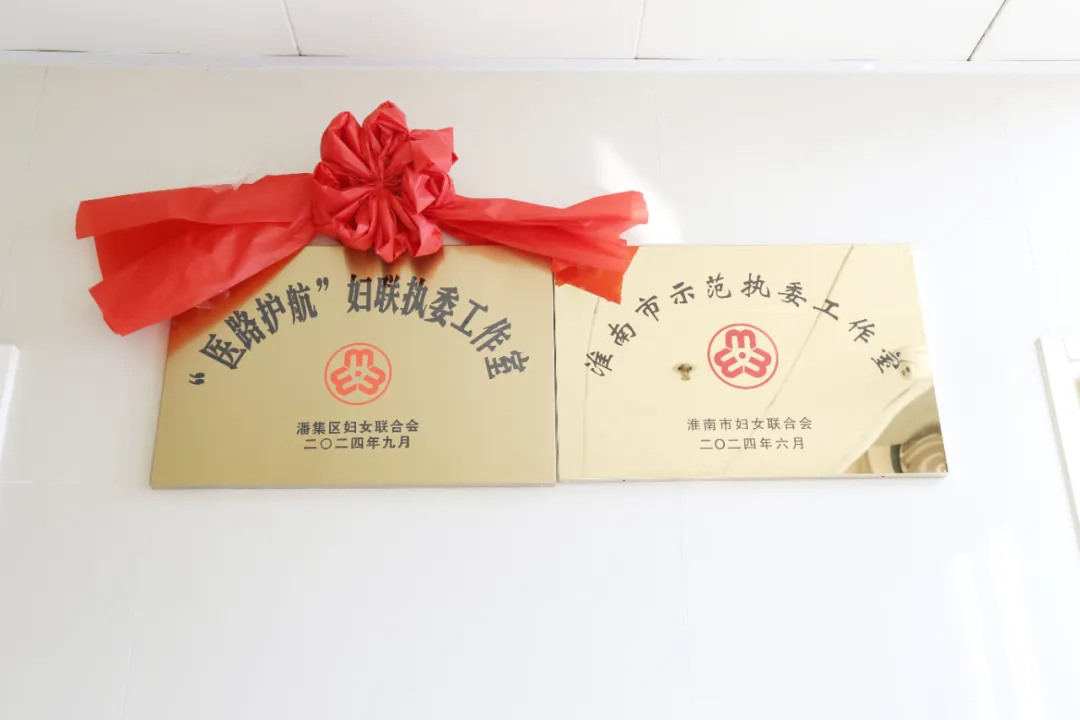 “医路护航”妇联执委工作室
潘集区妇女联合会
二〇二四年九月
淮南市示范执委工作室
淮南市妇女联合会
二〇二四年六月